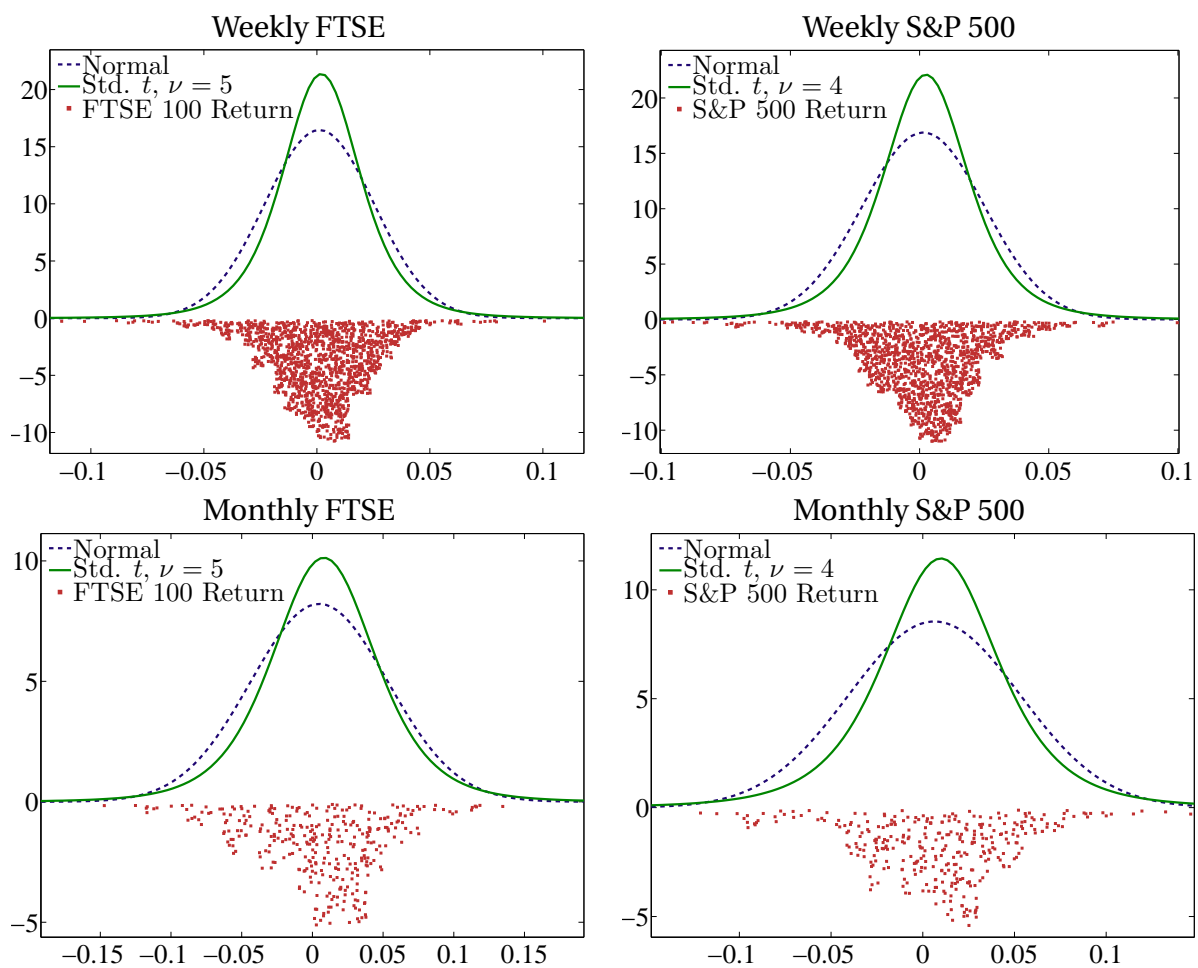 Weekly FTSE
Normal
Std. t, ν = 5
FTSE 100 Return
20
15
10
5
0
−5
−10
−0.1 −0.05 0 0.05 0.1
Weekly S&P 500
Normal
Std. t, ν = 4
S&P 500 Return
20
15
10
5
0
−5
−10
−0.1 −0.05 0 0.05 0.1
Monthly FTSE
Normal
Std. t, ν = 5
FTSE 100 Return
10
5
0
−5
−0.15 −0.1 −0.05 0 0.05 0.1 0.15
Monthly S&P 500
Normal
Std. t, ν = 4
S&P 500 Return
10
5
0
−5
−0.1 −0.05 0 0.05 0.1